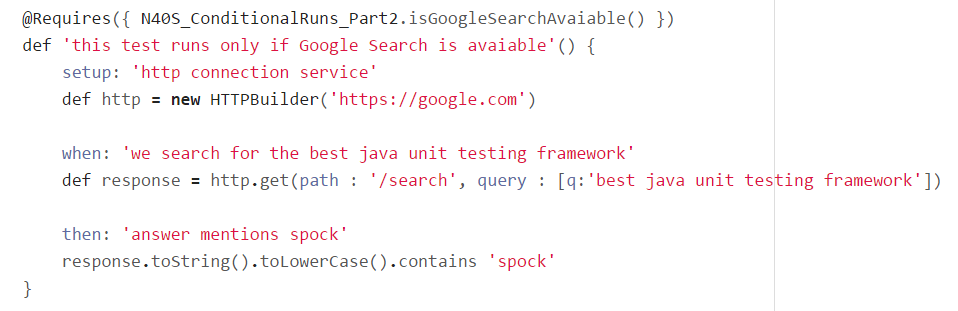 @Requires({ N40S_ConditionalRuns_Part2.isGoogleSearchAvaiable() })
def 'this test runs only if Google Search is avaiable'() {
    setup: 'http connection service'
    def http = new HTTPBuilder('https://google.com')
    when: 'we search for the best java unit testing framework'
    def response = http.get(path : '/search', query : [q:'best java unit testing framework'])
    then: 'answer mentions spock'
    response.toString().toLowerCase().contains 'spock'
}